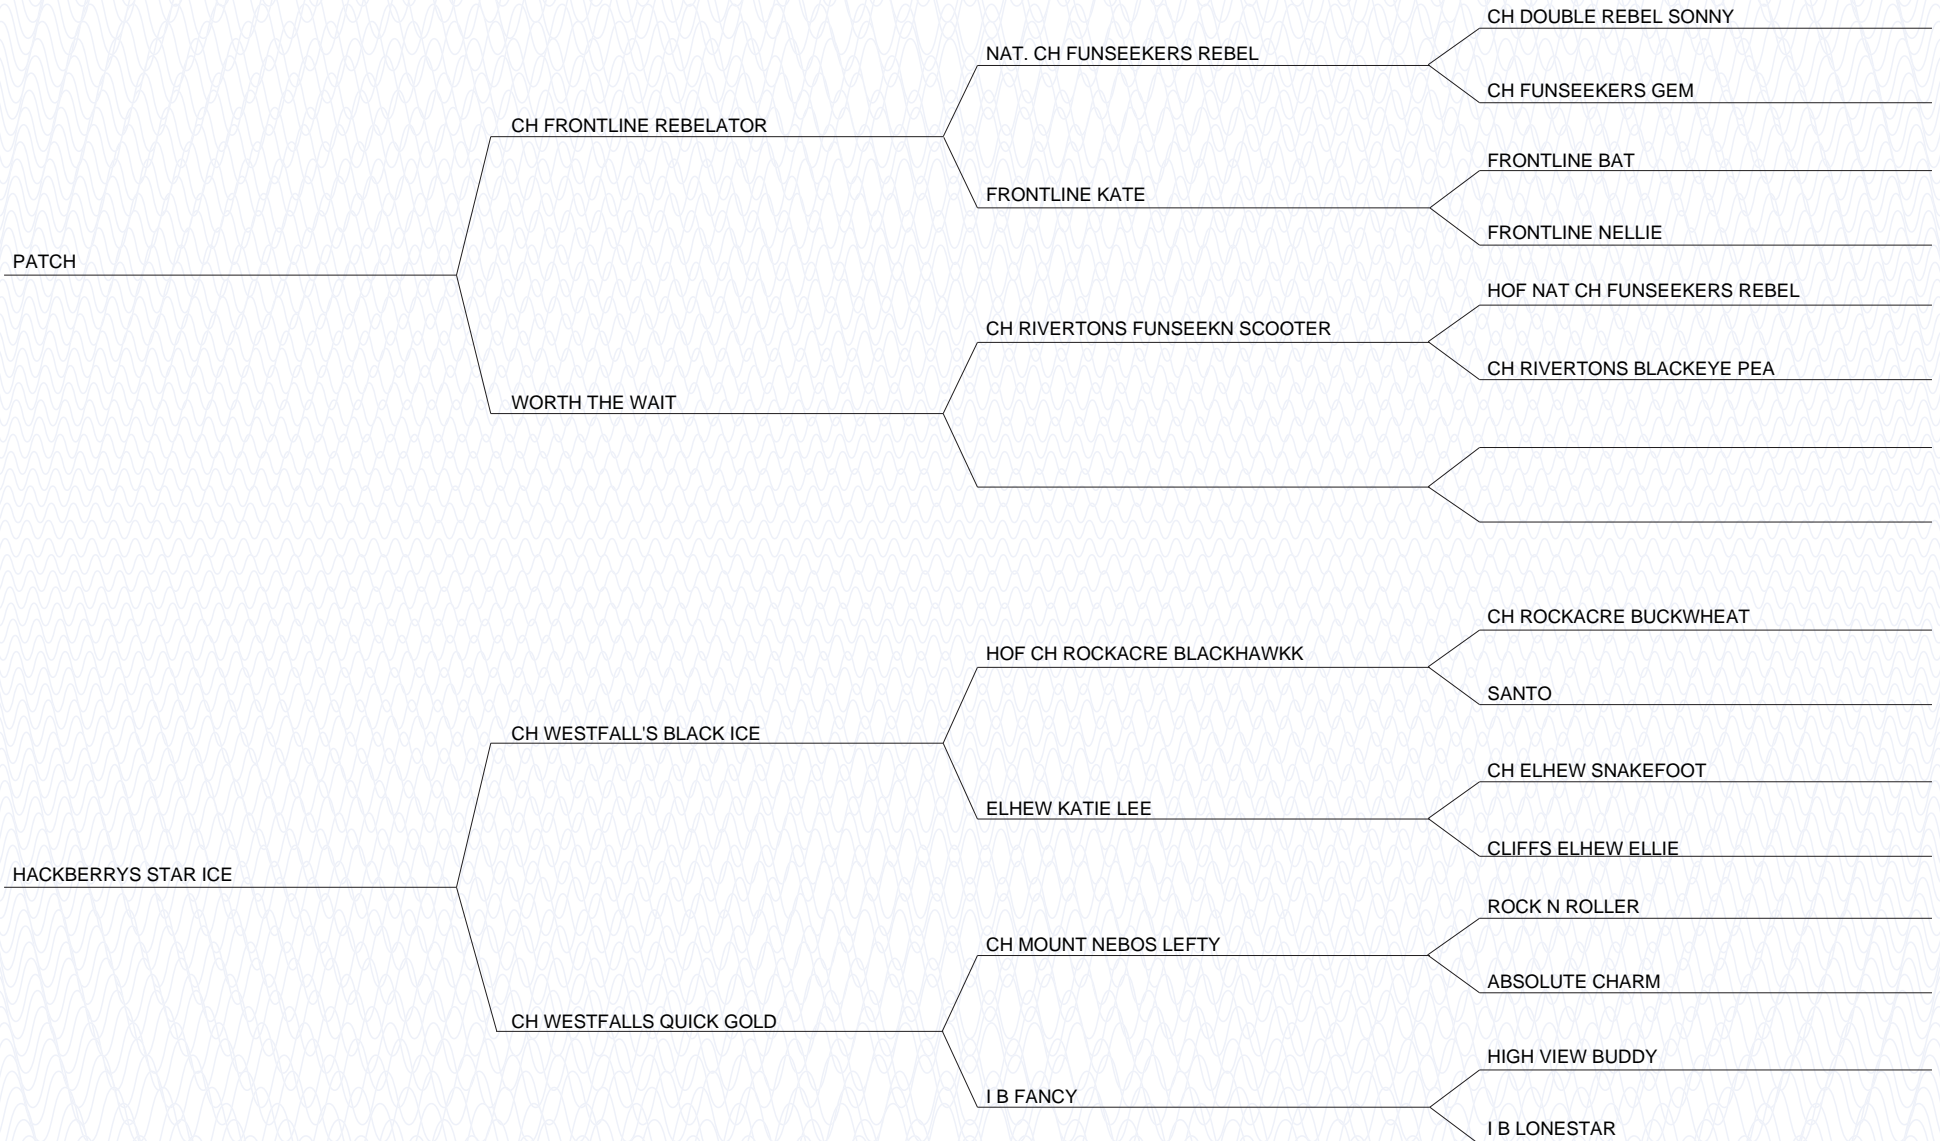 CH DOUBLE REBEL SONNY
NAT. CH FUNSEEKERS REBEL
CH FUNSEEKERS GEM
CH FRONTLINE REBELATOR
FRONTLINE BAT
FRONTLINE KATE
FRONTLINE NELLIE
PATCH
HOF NAT CH FUNSEEKERS REBEL
CH RIVERTONS FUNSEEKN SCOOTER
CH RIVERTONS BLACKEYE PEA
WORTH THE WAIT
CH ROCKACRE BUCKWHEAT
HOF CH ROCKACRE BLACKHAWKK
SANTO
CH WESTFALL'S BLACK ICE
CH ELHEW SNAKEFOOT
ELHEW KATIE LEE
CLIFFS ELHEW ELLIE
HACKBERRYS STAR ICE
ROCK N ROLLER
CH MOUNT NEBOS LEFTY
ABSOLUTE CHARM
CH WESTFALLS QUICK GOLD
HIGH VIEW BUDDY
I B FANCY
I B LONESTAR